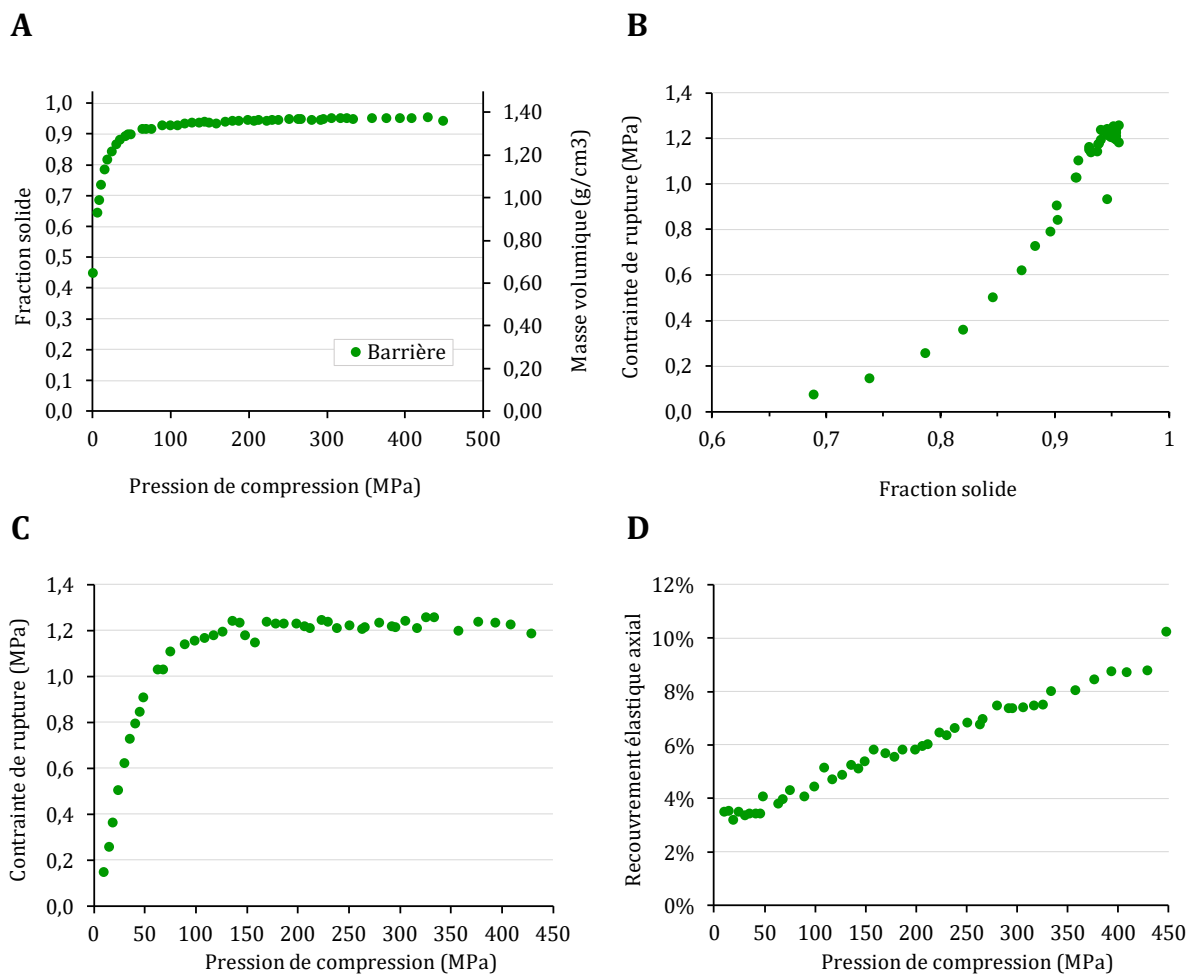 A
1,0
0,9
0,8
0,7
0,6
0,5
0,4
0,3
0,2
0,1
0,0
Fraction solide
1,40
1,20
1,00
0,80
0,60
0,40
0,20
0,00
Masse volumique (g/cm3)
Barrière
0 100 200 300 400 500
Pression de compression (MPa)
B
1,4
1,2
1,0
0,8
0,6
0,4
0,2
0,0
Contrainte de rupture (MPa)
0,6 0,7 0,8 0,9 1
Fraction solide
C
1,4
1,2
1,0
0,8
0,6
0,4
0,2
0,0
Contrainte de rupture (MPa)
0 50 100 150 200 250 300 350 400 450
Pression de compression (MPa)
D
12%
10%
8%
6%
4%
2%
0%
Recouvrement élastique axial
0 50 100 150 200 250 300 350 400 450
Pression de compression (MPa)